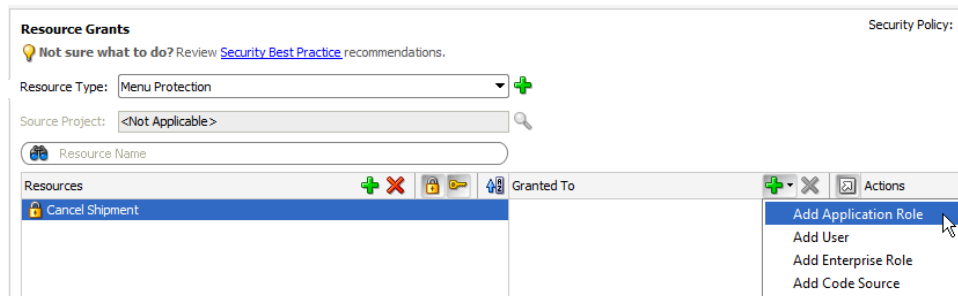 Resource Grants
Security Policy:
Not sure what to do? Review Security Best Practice recommendations.
Resource Type: Menu Protection
Source Project: <Not Applicable>
Resource Name
Resources
Granted To
Actions
Cancel Shipment
Add Application Role
Add User
Add Enterprise Role
Add Code Source